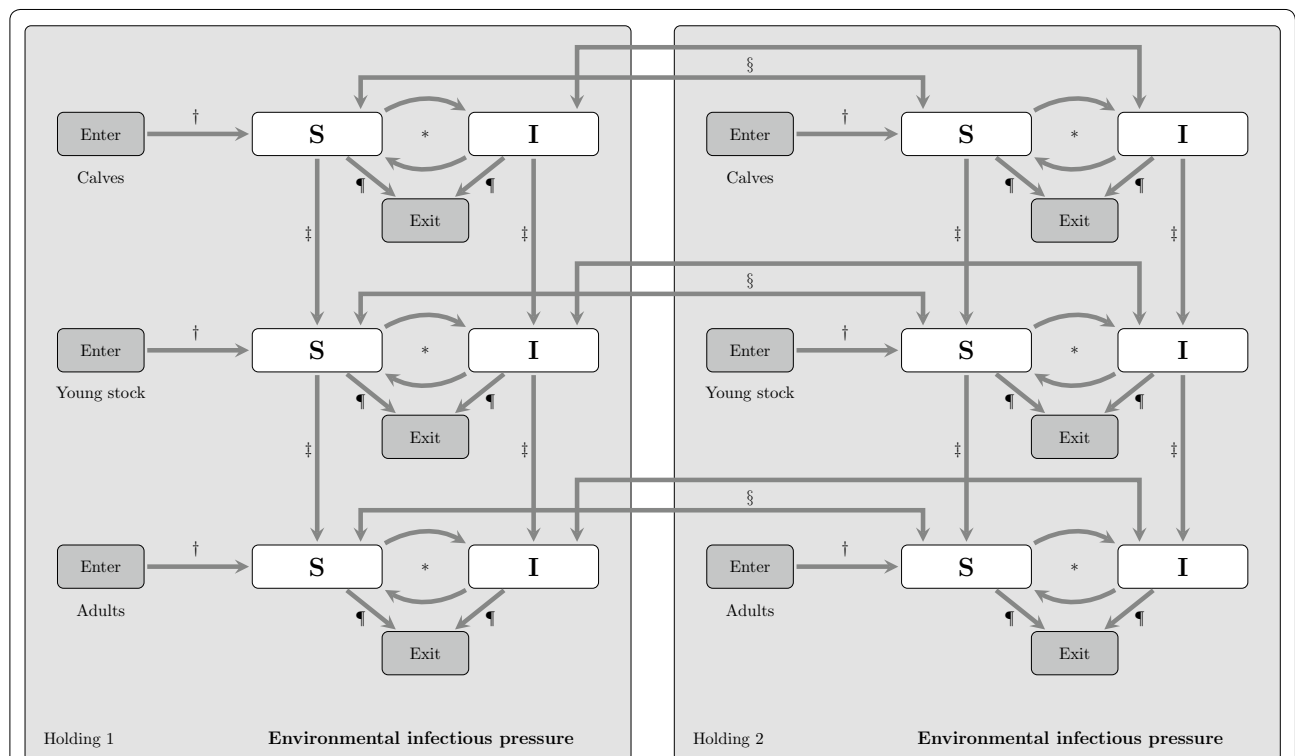 §
† †
Enter S * I Enter S * I
Calves ¶ ¶ Calves ¶ ¶
Exit Exit
‡ ‡ ‡ ‡
§
† †
Enter S * I Enter S * I
Young stock ¶ ¶ Young stock ¶ ¶
Exit Exit
‡ ‡ ‡ ‡
§
† †
Enter S * I Enter S * I
Adults ¶ ¶ Adults ¶ ¶
Exit Exit
Holding 1 Environmental infectious pressure Holding 2 Environmental infectious pressure